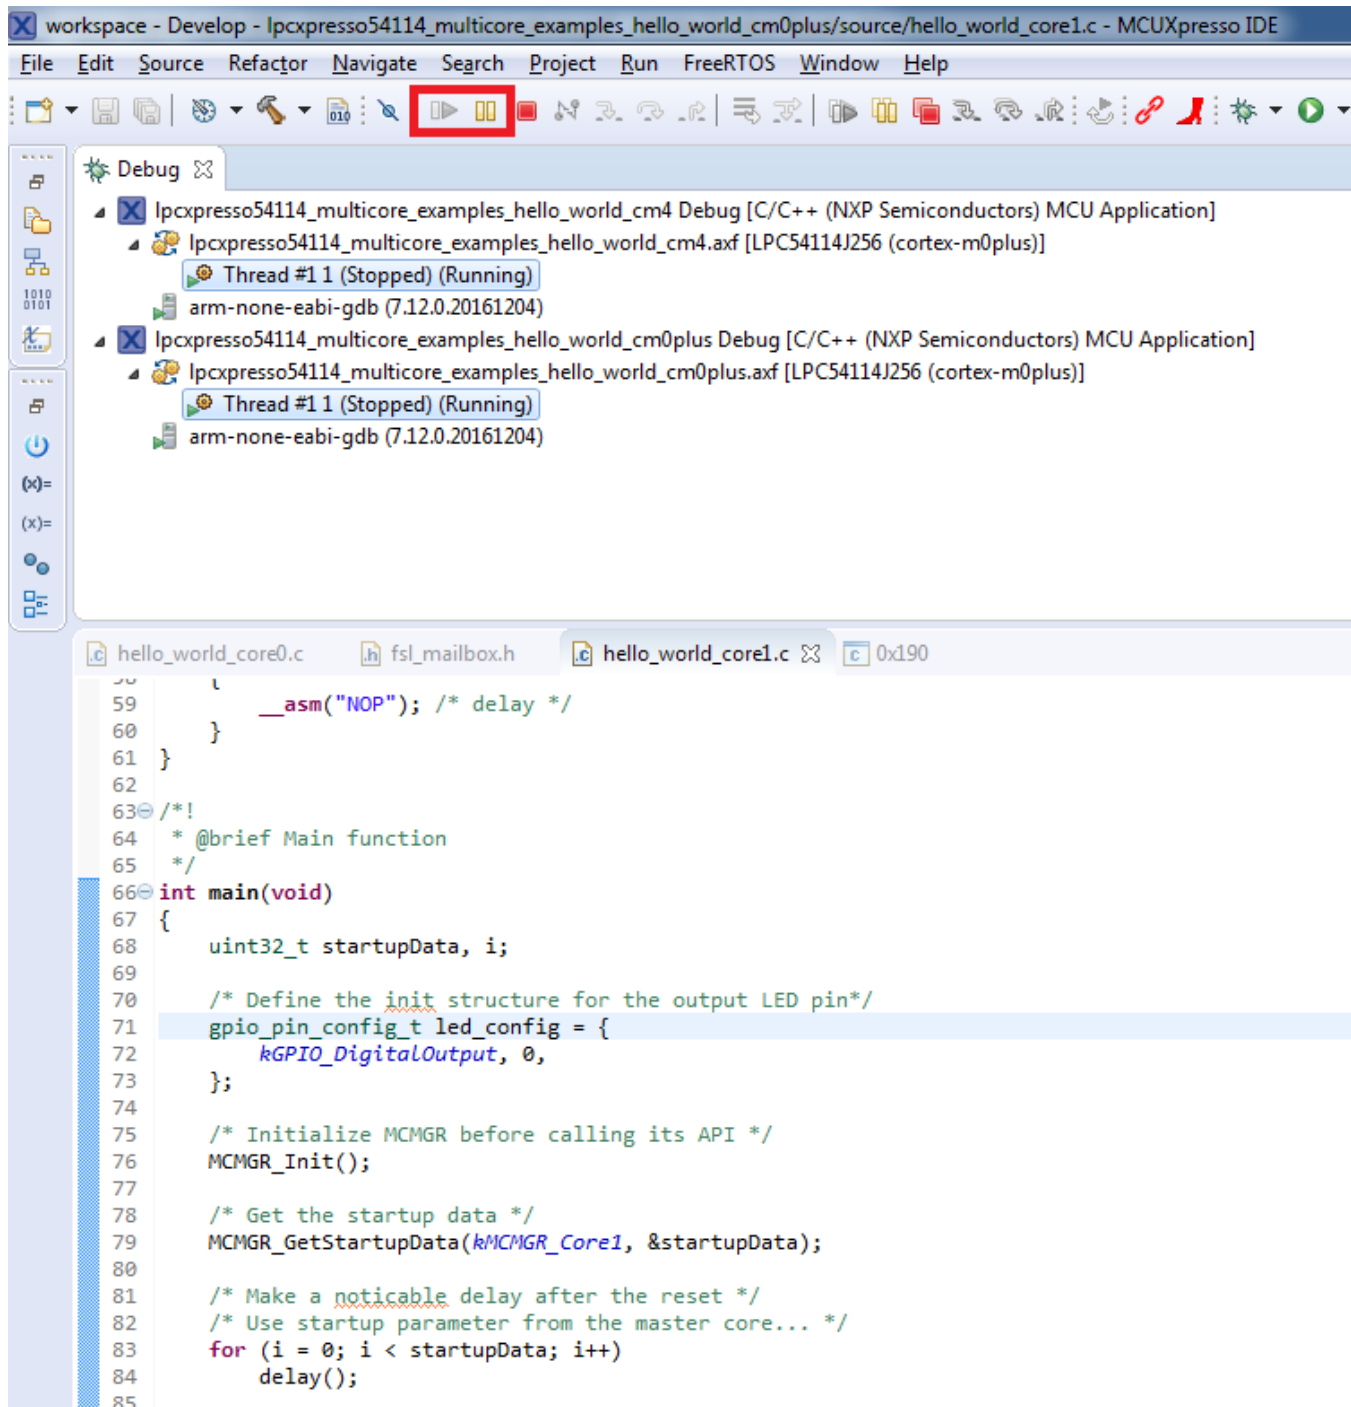 workspace - Develop - lpcxpresso54114_multicore_examples_hello_world_cm0plus/source/hello_world_core1.c - MCUXpresso IDE
File Edit Source Refactor Navigate Search Project Run FreeRTOS Window Help
010
Debug
lpcxpresso54114_multicore_examples_hello_world_cm4 Debug [C/C++ (NXP Semiconductors) MCU Application]
lpcxpresso54114_multicore_examples_hello_world_cm4.axf [LPC54114J256 (cortex-m0plus)]
Thread #1 1 (Stopped) (Running)
arm-none-eabi-gdb (7.12.0.20161204)
lpcxpresso54114_multicore_examples_hello_world_cm0plus Debug [C/C++ (NXP Semiconductors) MCU Application]
lpcxpresso54114_multicore_examples_hello_world_cm0plus.axf [LPC54114J256 (cortex-m0plus)]
Thread #1 1 (Stopped) (Running)
arm-none-eabi-gdb (7.12.0.20161204)
1010
0101
(x)=
(x)=
.c hello_world_core0.c .h fsl_mailbox.h .c hello_world_core1.c c 0x190
58 {
59 __asm("NOP"); /* delay */
60 }
61 }
62
63 /*!
64 * @brief Main function
65 */
66 int main(void)
67 {
68 uint32_t startupData, i;
69
70 /* Define the init structure for the output LED pin*/
71 gpio_pin_config_t led_config = {
72 kGPIO_DigitalOutput, 0,
73 };
74
75 /* Initialize MCMGR before calling its API */
76 MCMGR_Init();
77
78 /* Get the startup data */
79 MCMGR_GetStartupData(kMCMGR_Core1, &startupData);
80
81 /* Make a noticable delay after the reset */
82 /* Use startup parameter from the master core... */
83 for (i = 0; i < startupData; i++)
84 delay();
85